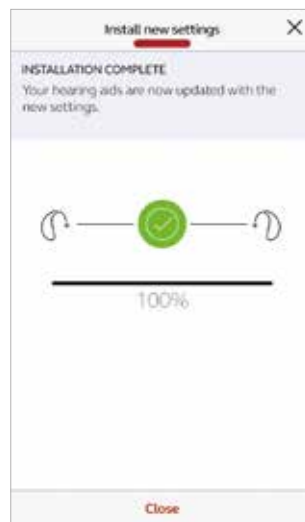 Install new settings
INSTALLATION COMPLETE
Your hearing aids are now updated with the
new settings.
100%
Close